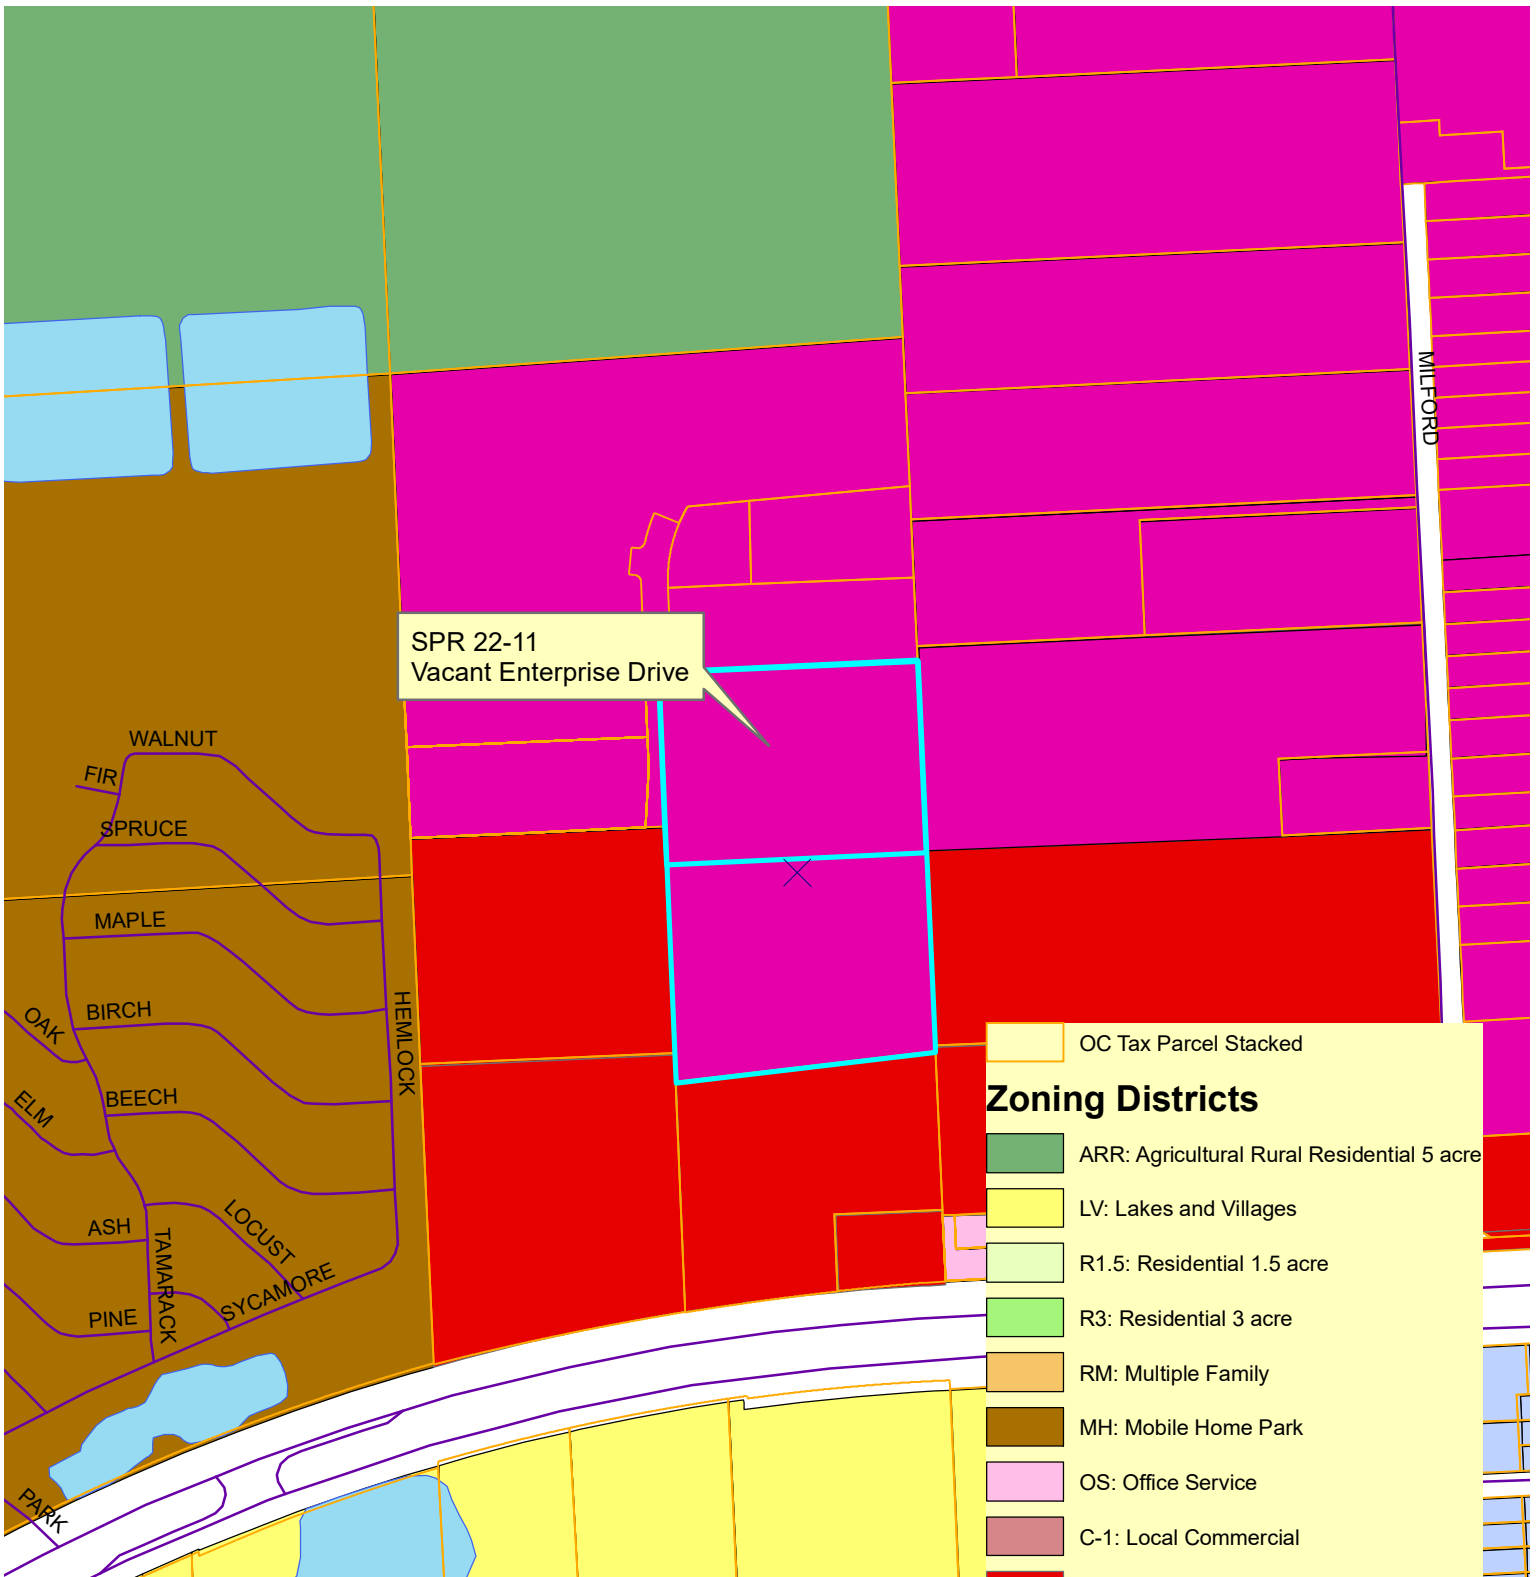 MILFORD
SPR 22-11
Vacant Enterprise Drive
WALNUT
FIR
SPRUCE
MAPLE
BIRCH
OAK
HEMLOCK
BEECH
ELM
LOCUST
ASH
TAMARACK
SYCAMORE
PINE
PARK
OC Tax Parcel Stacked
Zoning Districts
ARR: Agricultural Rural Residential 5 acre
LV: Lakes and Villages
R1.5: Residential 1.5 acre
R3: Residential 3 acre
RM: Multiple Family
MH: Mobile Home Park
OS: Office Service
C-1: Local Commercial